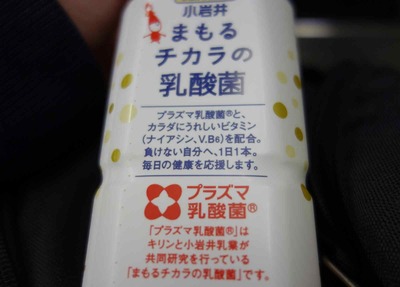 小岩井
まもる
チカラの
乳酸菌
プラズマ乳酸菌®と、
カラダにうれしいビタミン
(ナイアシン、V.B6)を配合。
負けない自分へ、1日1本。
毎日の健康を応援します。
プラズマ
乳酸菌®
「プラズマ乳酸菌®」は
キリンと小岩井乳業が
共同研究を行っている
「まもるチカラの乳酸菌」です。